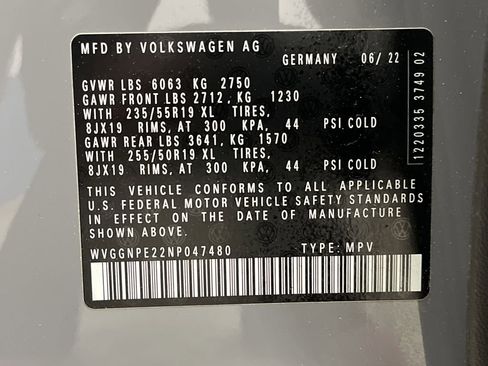 MFD BY VOLKSWAGEN AG
GERMANY 06/ 22
GVWR LBS 6063 KG 2750
GAWR FRONT LBS 2712, KG 1230
WITH 235/55R19 XL TIRES,
8JX19 RIMS, AT 300 KPA, 44 PSI COLD
GAWR REAR LBS 3641, KG 1570
WITH 255/50R19 XL TIRES,
8JX19 RIMS, AT 300 KPA, 44 PSI COLD
THIS VEHICLE CONFORMS TO ALL APPLICABLE
U.S. FEDERAL MOTOR VEHICLE SAFETY STANDARDS
IN EFFECT ON THE DATE OF MANUFACTURE
SHOWN ABOVE.
WVGGNPE22NP047480 TYPE: MPV
1220335 3749 02